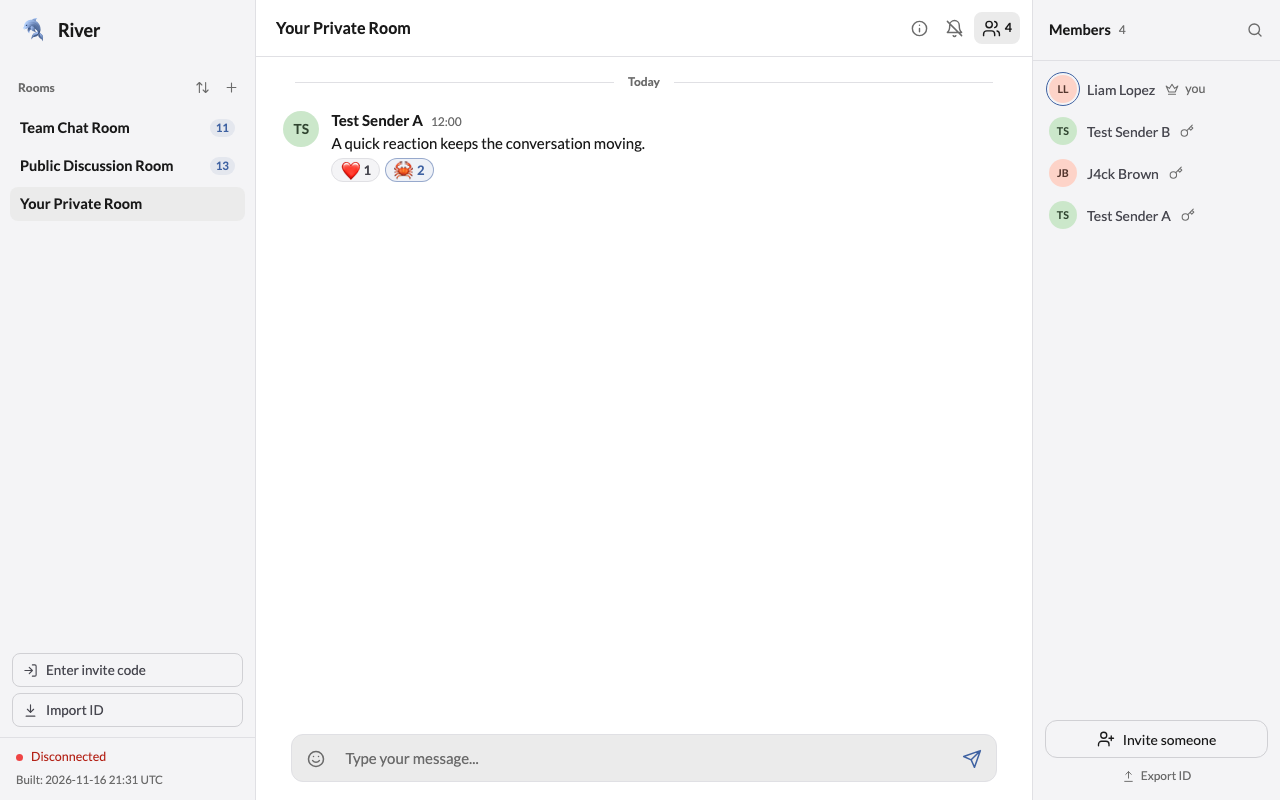 River
Rooms
Team Chat Room 11
Public Discussion Room 13
Your Private Room
Enter invite code
Import ID
Disconnected
Built: 2026-11-16 21:31 UTC
Your Private Room
4
Today
TS
Test Sender A 12:00
A quick reaction keeps the conversation moving.
1 2
Type your message...
Members 4
LL Liam Lopez you
TS Test Sender B
JB J4ck Brown
TS Test Sender A
Invite someone
Export ID